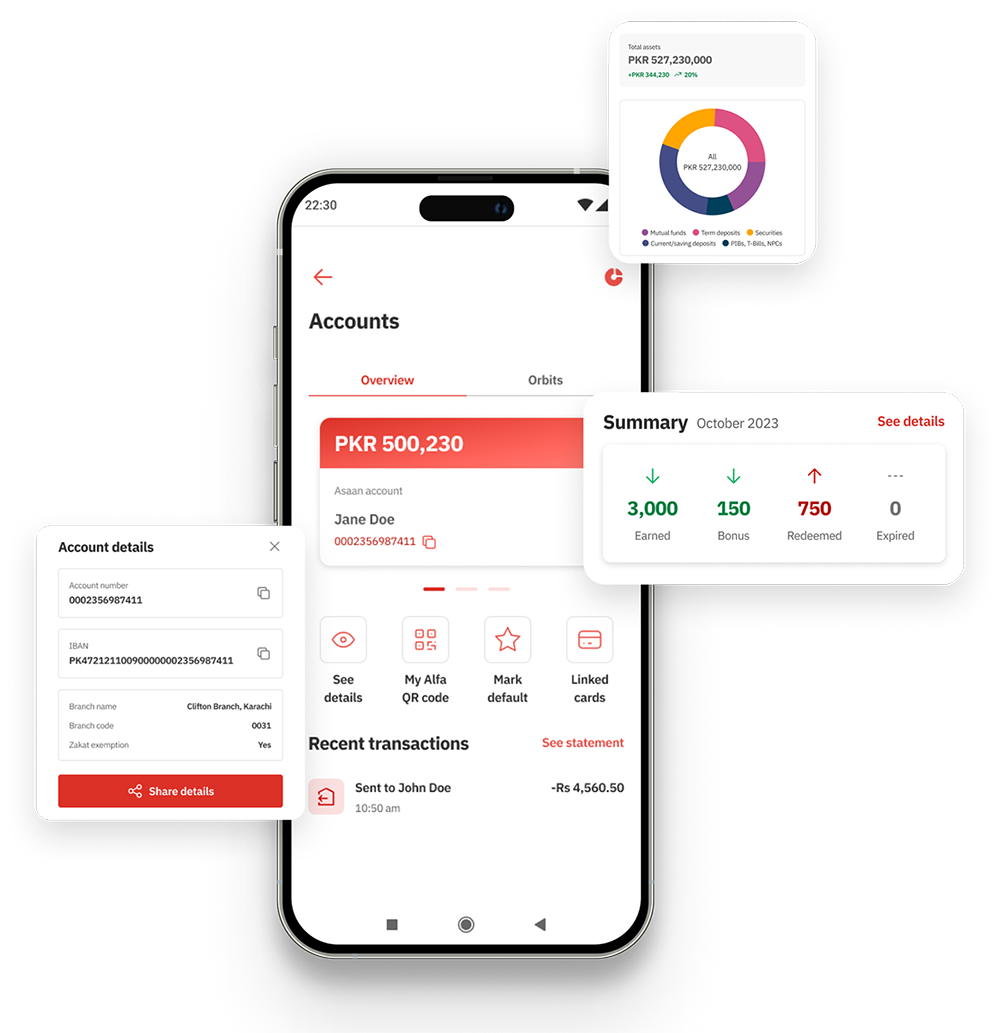 Total assets
PKR 527,230,000
+PKR 344,230 20%
All
PKR 527,230,000
Mutual funds Term deposits Securities
Current/saving deposits PIBs, T-Bills, NPCs
22:30
Accounts
Overview Orbits
PKR 500,230
Asaan account
Jane Doe
0002356987411
Summary October 2023 See details
3,000 150 750 0
Earned Bonus Redeemed Expired
Account details
Account number
0002356987411
IBAN
PK47212110090000002356987411
Branch name Clifton Branch, Karachi
Branch code 0031
Zakat exemption Yes
Share details
See
details
My Alfa
QR code
Mark
default
Linked
cards
Recent transactions See statement
Sent to John Doe -Rs 4,560.50
10:50 am